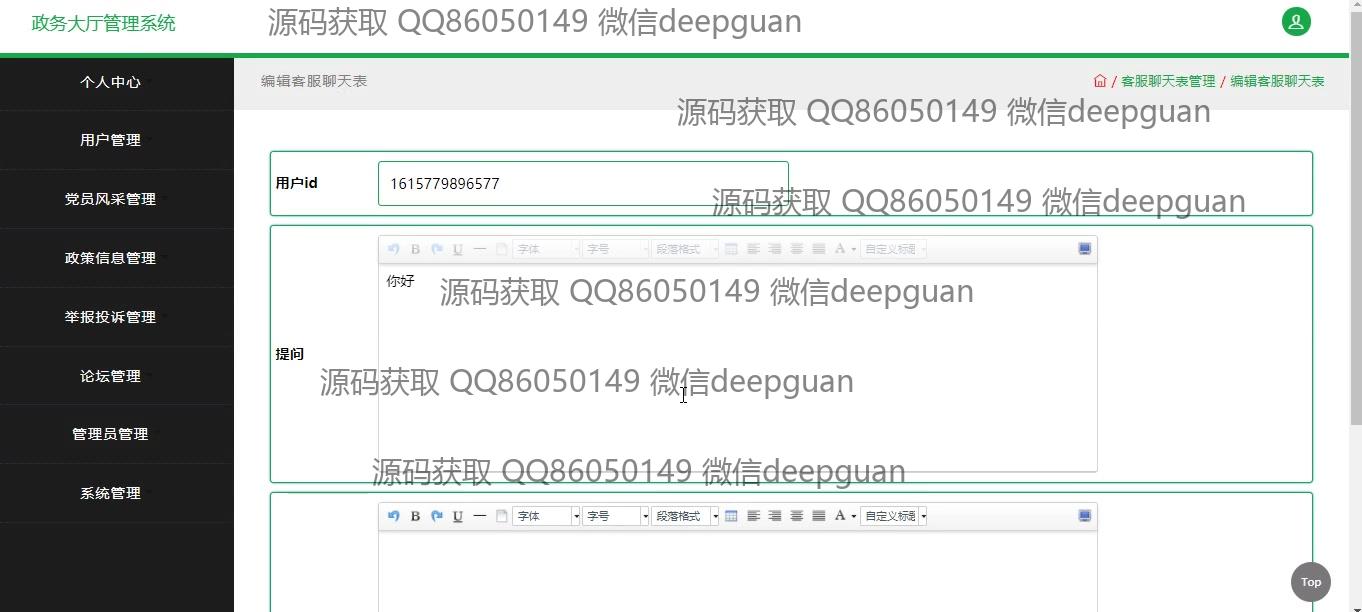 政务大厅管理系统
源码获取 QQ86050149 微信deepguan
个人中心
用户管理
党员风采管理
政策信息管理
举报投诉管理
论坛管理
管理员管理
系统管理
编辑客服聊天表
/ 客服聊天表管理 / 编辑客服聊天表
源码获取 QQ86050149 微信deepguan
用户id
1615779896577
源码获取 QQ86050149 微信deepguan
B U 字体 字号 段落格式 A 自定义标题
你好
源码获取 QQ86050149 微信deepguan
提问
源码获取 QQ86050149 微信deepguan
源码获取 QQ86050149 微信deepguan
B U 字体 字号 段落格式 A 自定义标题
Top